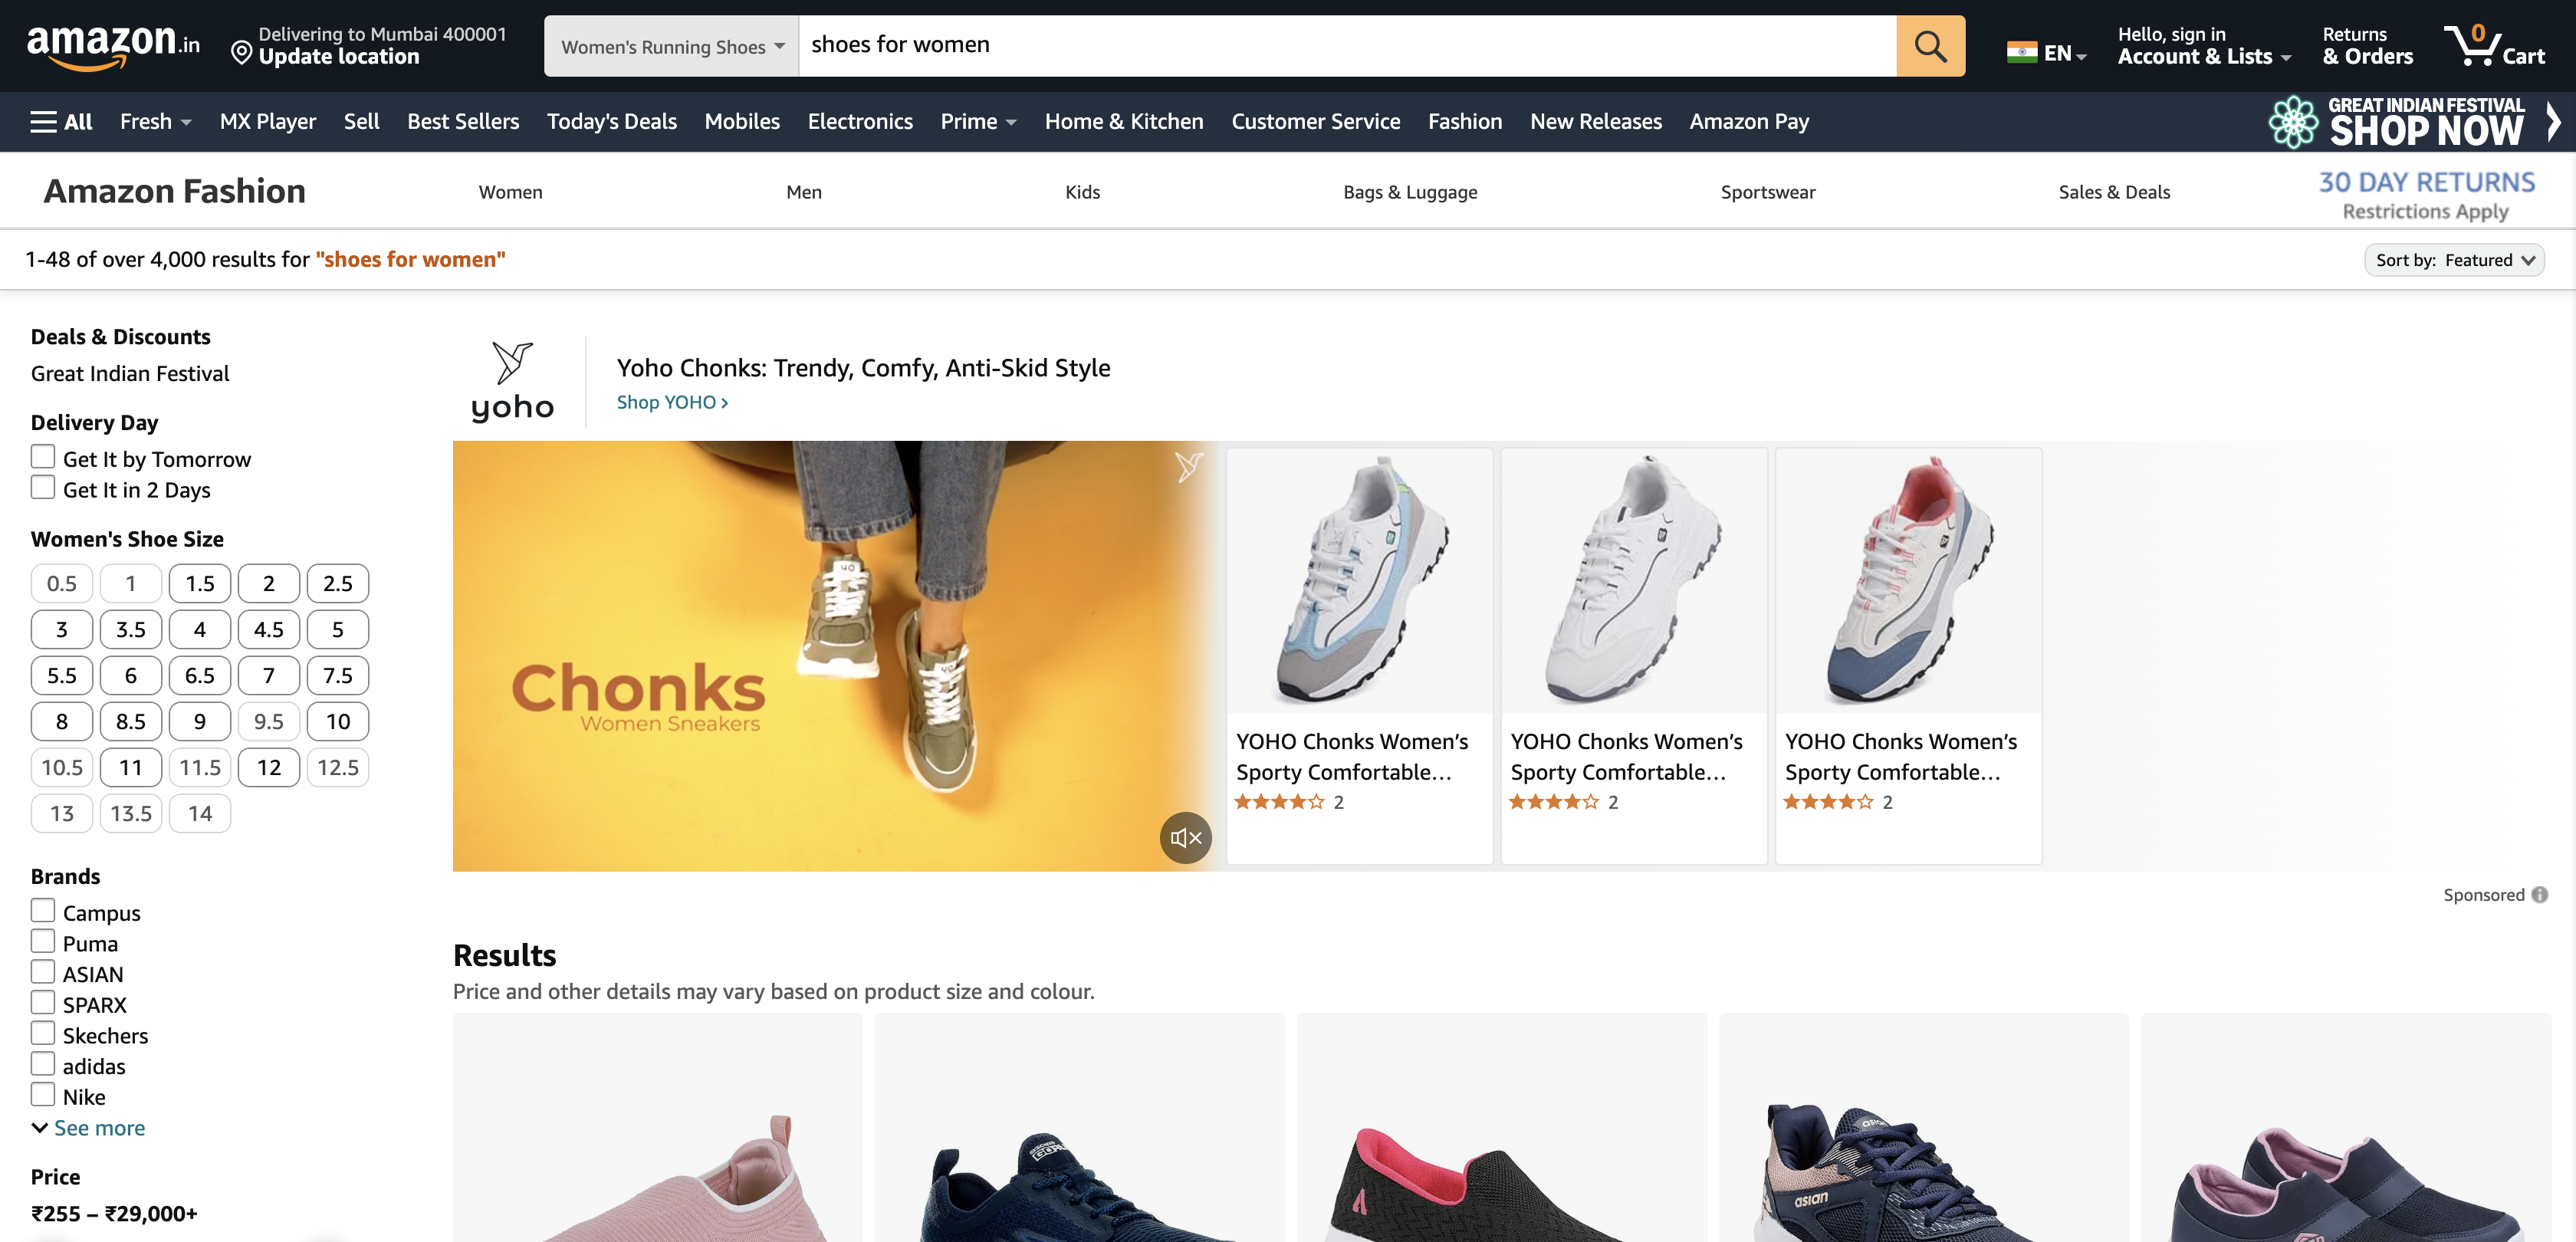 amazon.in
Delivering to Mumbai 400001
Update location
Women's Running Shoes
shoes for women
EN
Hello, sign in
Account & Lists
Returns
& Orders
0
Cart
All
Fresh
MX Player
Sell
Best Sellers
Today's Deals
Mobiles
Electronics
Prime
Home & Kitchen
Customer Service
Fashion
New Releases
Amazon Pay
GREAT INDIAN FESTIVAL
SHOP NOW
Amazon Fashion
Women
Men
Kids
Bags & Luggage
Sportswear
Sales & Deals
30 DAY RETURNS
Restrictions Apply
1-48 of over 4,000 results for "shoes for women"
Sort by: Featured
Deals & Discounts
Great Indian Festival
Delivery Day
Get It by Tomorrow
Get It in 2 Days
Women's Shoe Size
0.5 1 1.5 2 2.5
3 3.5 4 4.5 5
5.5 6 6.5 7 7.5
8 8.5 9 9.5 10
10.5 11 11.5 12 12.5
13 13.5 14
Brands
Campus
Puma
ASIAN
SPARX
Skechers
adidas
Nike
See more
Price
₹255 – ₹29,000+
yoho
Yoho Chonks: Trendy, Comfy, Anti-Skid Style
Shop YOHO ›
YO
YO
Chonks
Women Sneakers
YOHO Chonks Women’s
Sporty Comfortable…
2
YOHO Chonks Women’s
Sporty Comfortable…
2
YOHO Chonks Women’s
Sporty Comfortable…
2
Sponsored
Results
Price and other details may vary based on product size and colour.
asian
asian